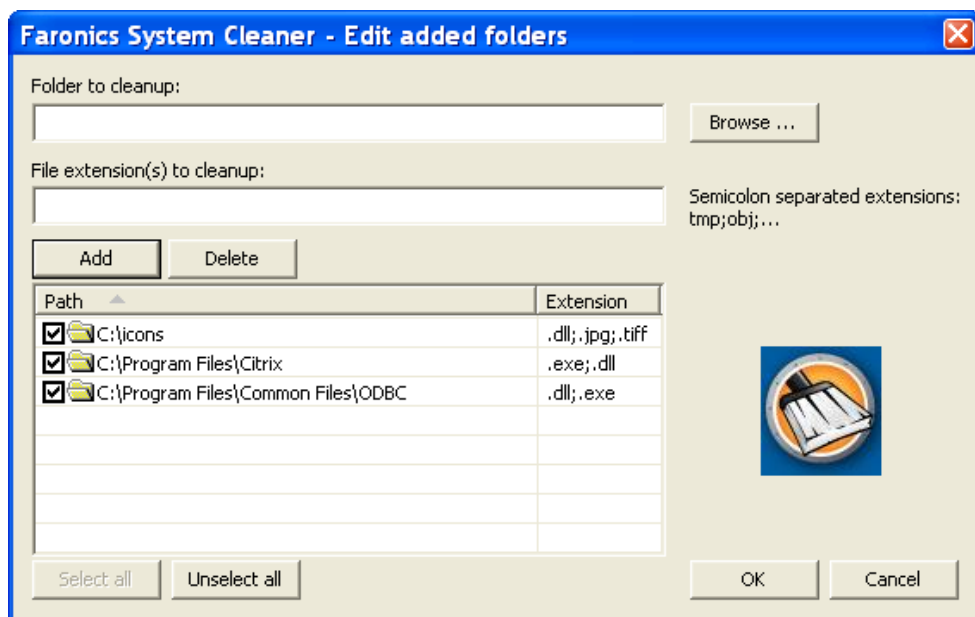 Faronics System Cleaner - Edit added folders
Folder to cleanup:
Browse ...
File extension(s) to cleanup:
Semicolon separated extensions:
tmp;obj;...
Add Delete
Path Extension
C:\icons .dll;.jpg;.tiff
C:\Program Files\Citrix .exe;.dll
C:\Program Files\Common Files\ODBC .dll;.exe
Select all Unselect all OK Cancel